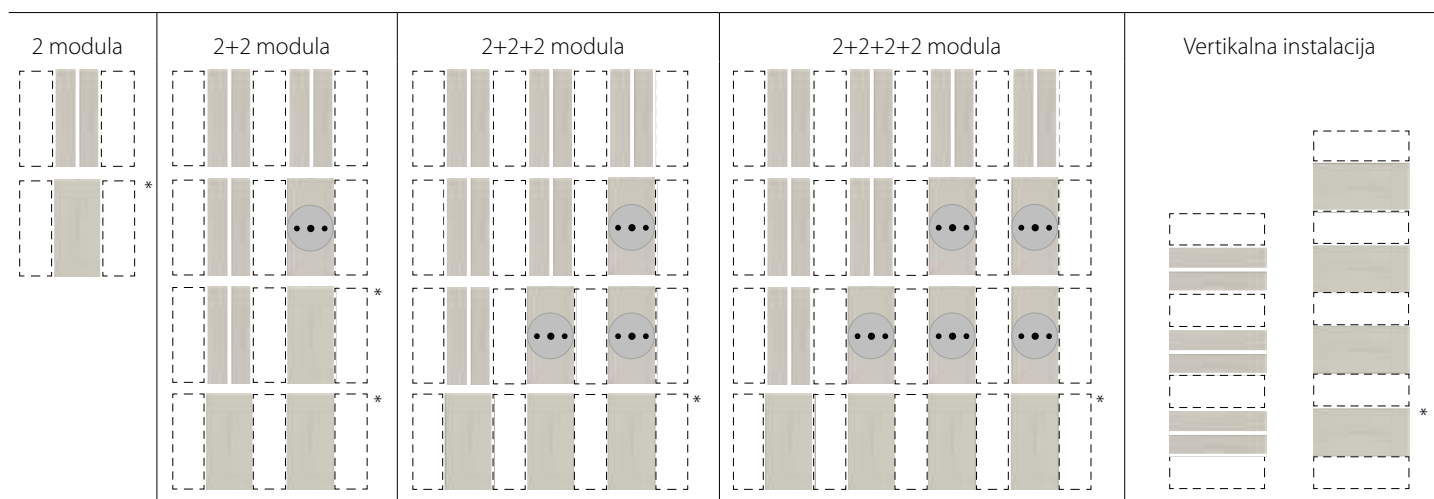 2 modula
2+2 modula
2+2+2 modula
2+2+2+2 modula
Vertikalna instalacija
*
*
*
*
*
*